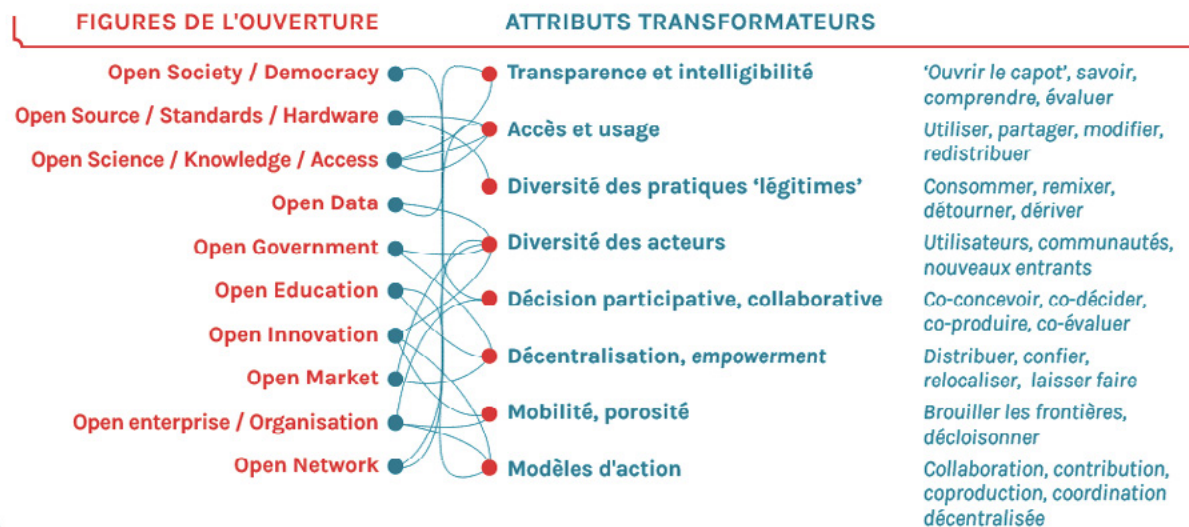 FIGURES DE L'OUVERTURE
ATTRIBUTS TRANSFORMATEURS
Open Society / Democracy
Open Source / Standards / Hardware
Open Science / Knowledge / Access
Open Data
Open Government
Open Education
Open Innovation
Open Market
Open enterprise / Organisation
Open Network
Transparence et intelligibilité
‘Ouvrir le capot’, savoir,
comprendre, évaluer
Accès et usage
Utiliser, partager, modifier,
redistribuer
Diversité des pratiques ‘légitimes’
Consommer, remixer,
détourner, dériver
Diversité des acteurs
Utilisateurs, communautés,
nouveaux entrants
Décision participative, collaborative
Co-concevoir, co-décider,
co-produire, co-évaluer
Décentralisation, empowerment
Distribuer, confier,
relocaliser, laisser faire
Mobilité, porosité
Brouiller les frontières,
décloisonner
Modèles d'action
Collaboration, contribution,
coproduction, coordination
décentralisée